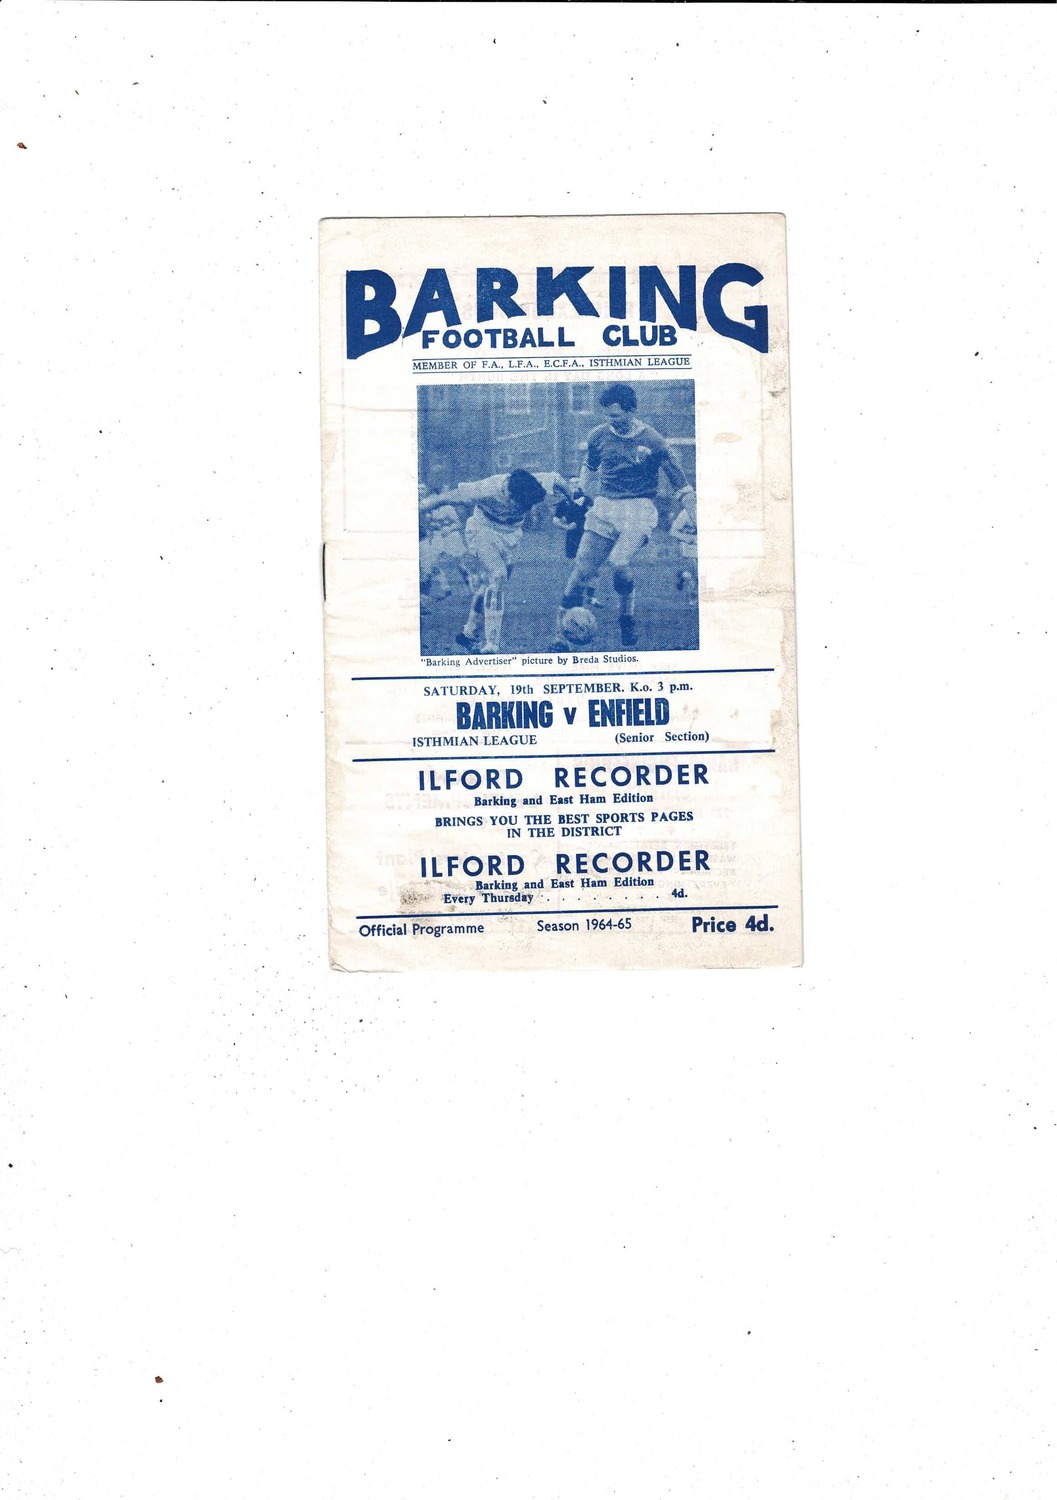 BARKING
FOOTBALL CLUB
MEMBER OF F.A., L.F.A., E.C.F.A., ISTHMIAN LEAGUE
"Barking Advertiser" picture by Breda Studios.
SATURDAY, 19th SEPTEMBER. K.o. 3 p.m.
BARKING v ENFIELD
ISTHMIAN LEAGUE (Senior Section)
ILFORD RECORDER
Barking and East Ham Edition
BRINGS YOU THE BEST SPORTS PAGES
IN THE DISTRICT
ILFORD RECORDER
Barking and East Ham Edition
Every Thursday . . . . . . . . 4d.
Official Programme Season 1964-65 Price 4d.